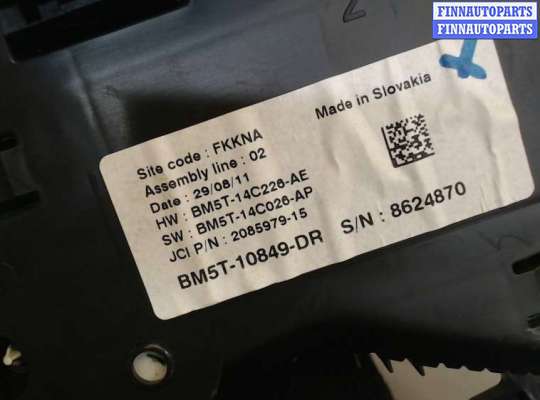 FINNAUTOPARTS
FINNAUTOPARTS
Made in Slovakia
Site code : FKKNA
Assembly line : 02
Date : 29/08/11
HW : BM5T-14C226-AE
SW : BM5T-14C026-AP
JCI P/N : 2085979-15
BM5T-10849-DR
S/N : 8624870